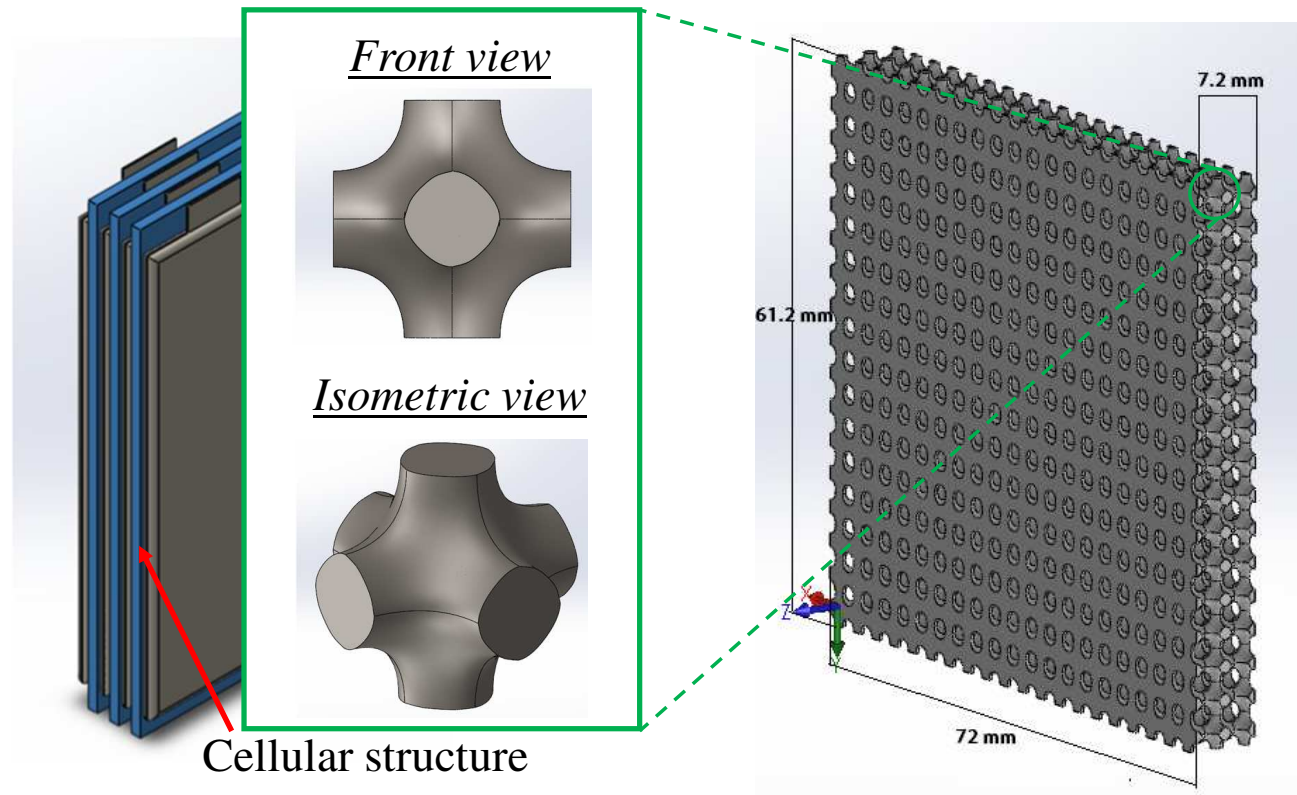 Front view
7.2 mm
61.2 mm
Isometric view
X
Z
Y
72 mm
Cellular structure